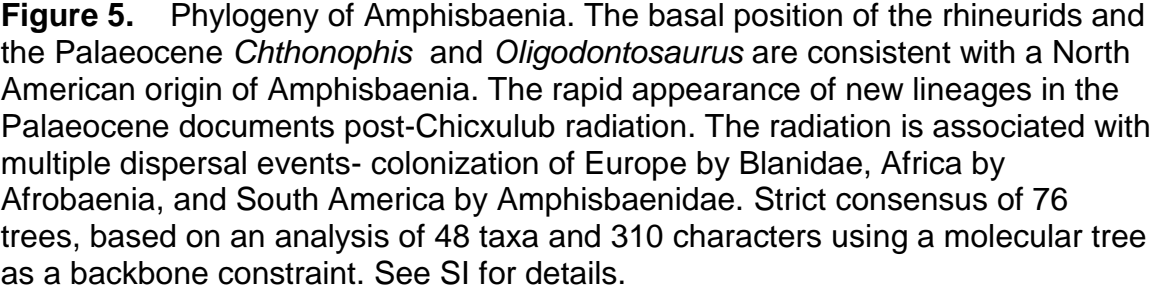 Figure 5. Phylogeny of Amphisbaenia. The basal position of the rhineurids and
the Palaeocene Chthonophis and Oligodontosaurus are consistent with a North
American origin of Amphisbaenia. The rapid appearance of new lineages in the
Palaeocene documents post-Chicxulub radiation. The radiation is associated with
multiple dispersal events- colonization of Europe by Blanidae, Africa by
Afrobaenia, and South America by Amphisbaenidae. Strict consensus of 76
trees, based on an analysis of 48 taxa and 310 characters using a molecular tree
as a backbone constraint. See SI for details.